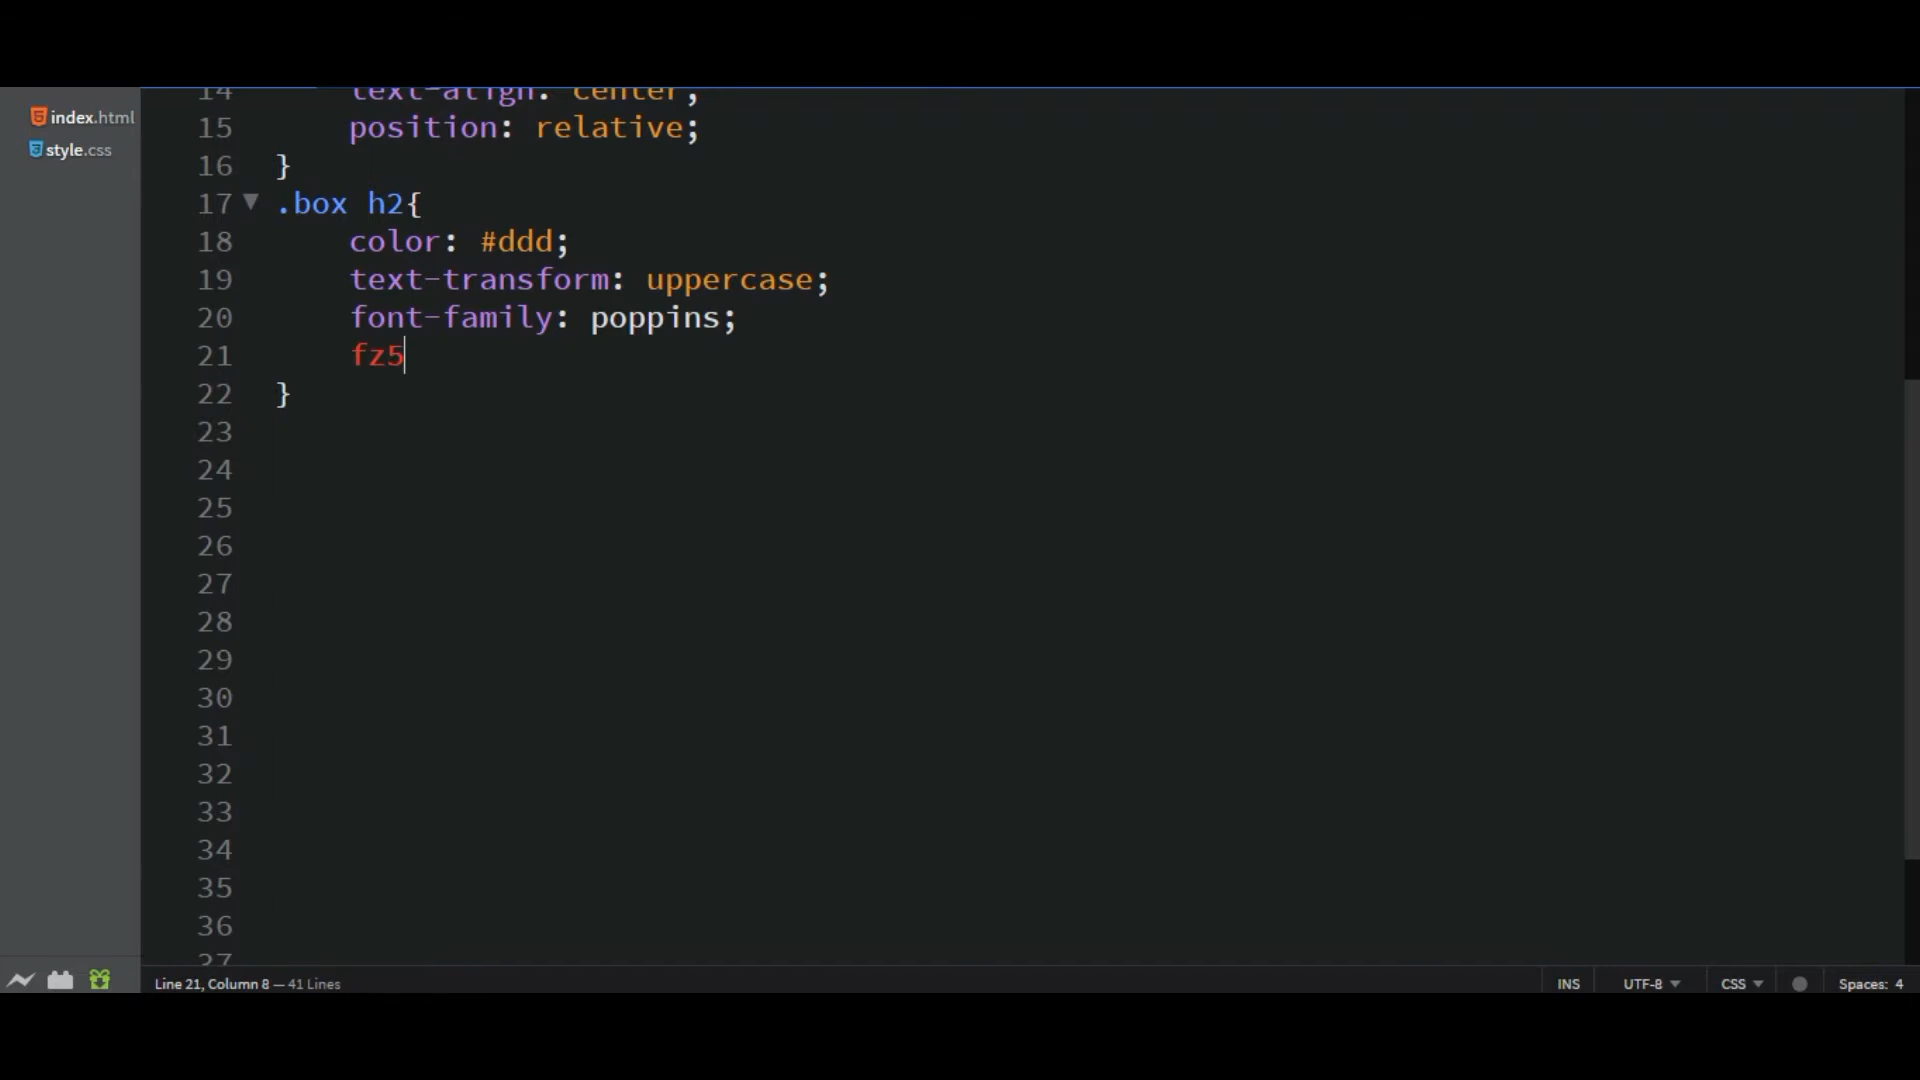 index.html
style.css
14 text-align: center;
15 position: relative;
16 }
17 .box h2{
18 color: #ddd;
19 text-transform: uppercase;
20 font-family: poppins;
21 fz5
22 }
23
24
25
26
27
28
29
30
31
32
33
34
35
36
37
Line 21, Column 8 — 41 Lines
INS UTF-8 CSS Spaces: 4